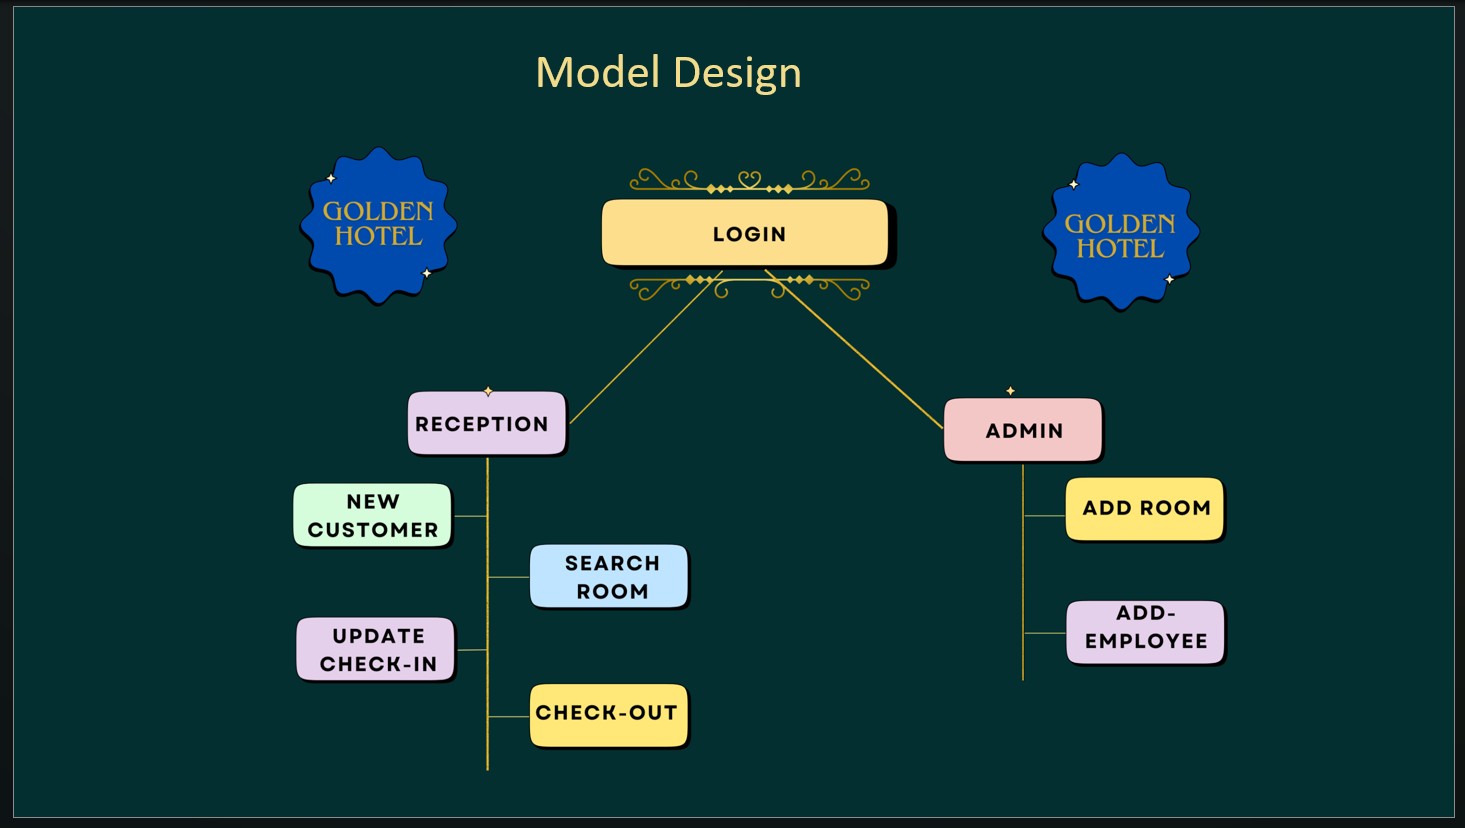 Model Design
GOLDEN
HOTEL
LOGIN
GOLDEN
HOTEL
RECEPTION
ADMIN
NEW
CUSTOMER
SEARCH
ROOM
UPDATE
CHECK-IN
CHECK-OUT
ADD ROOM
ADD-
EMPLOYEE